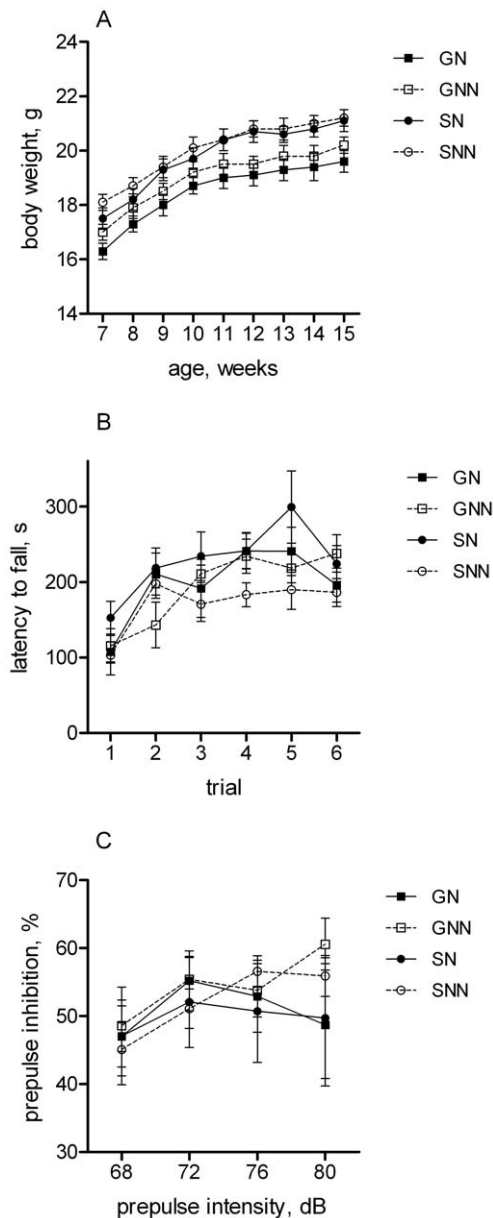 A
24
22
20
18
16
14
body weight, g
7 8 9 10 11 12 13 14 15
age, weeks
GN
GNN
SN
SNN
B
300
200
100
0
latency to fall, s
1 2 3 4 5 6
trial
GN
GNN
SN
SNN
C
70
60
50
40
30
prepulse inhibition, %
68 72 76 80
prepulse intensity, dB
GN
GNN
SN
SNN